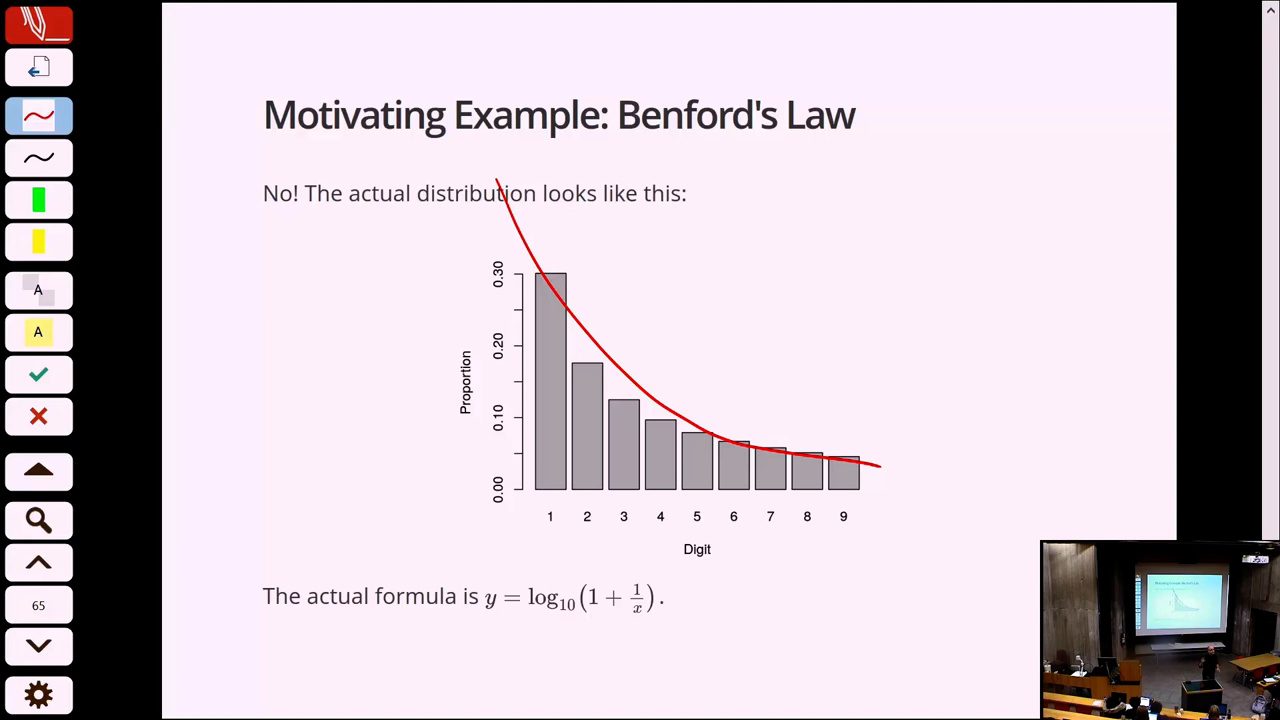 Motivating Example: Benford's Law
No! The actual distribution looks like this:
0.30
0.20
0.10
0.00
Proportion
1 2 3 4 5 6 7 8 9
Digit
The actual formula is y = log₁₀(1 + 1/x).
A
A
65